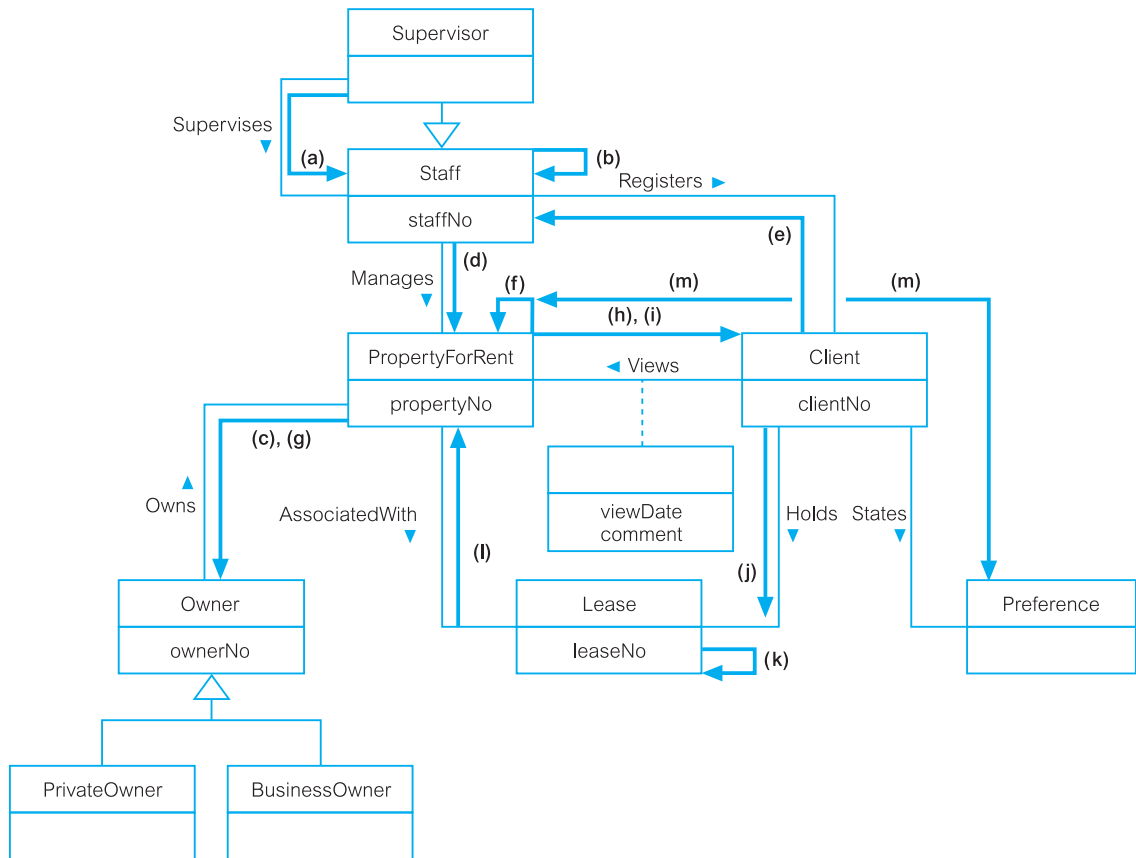 Supervisor
Supervises
▼
(a)
Staff
(b)
Registers ►
staffNo
(e)
(d)
Manages
▼
(f)
(m)
(m)
(h), (i)
PropertyForRent
Client
◄ Views
propertyNo
clientNo
(c), (g)
▲
Owns
AssociatedWith
▼
(l)
viewDate
comment
Holds
▼
States
▼
(j)
Owner
Lease
Preference
ownerNo
leaseNo
(k)
PrivateOwner
BusinessOwner